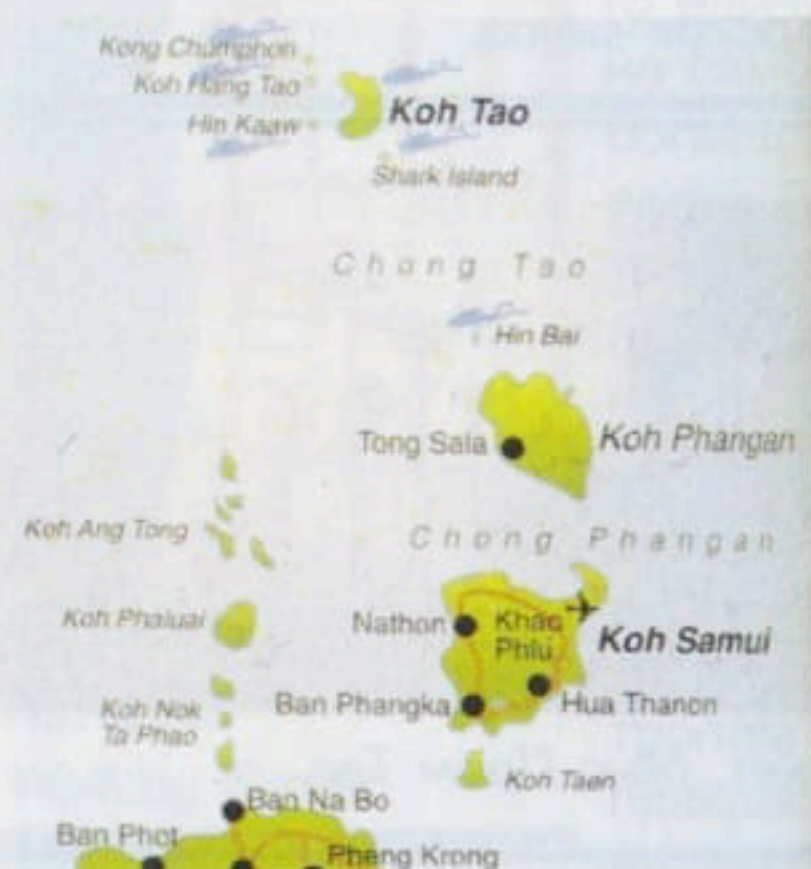 Kong Chumphon
Koh Hang Tao
Hin Kaaw
Koh Tao
Shark Island
Chong Tao
Hin Bai
Tong Sala
Koh Phangan
Koh Ang Tong
Chong Phangan
Koh Phaluai
Nathon
Khao
Phlu
Koh Samui
Koh Nok
Ta Phao
Ban Phangka
Hua Thanon
Koh Taen
Ban Na Bo
Ban Phot
Pheng Krong